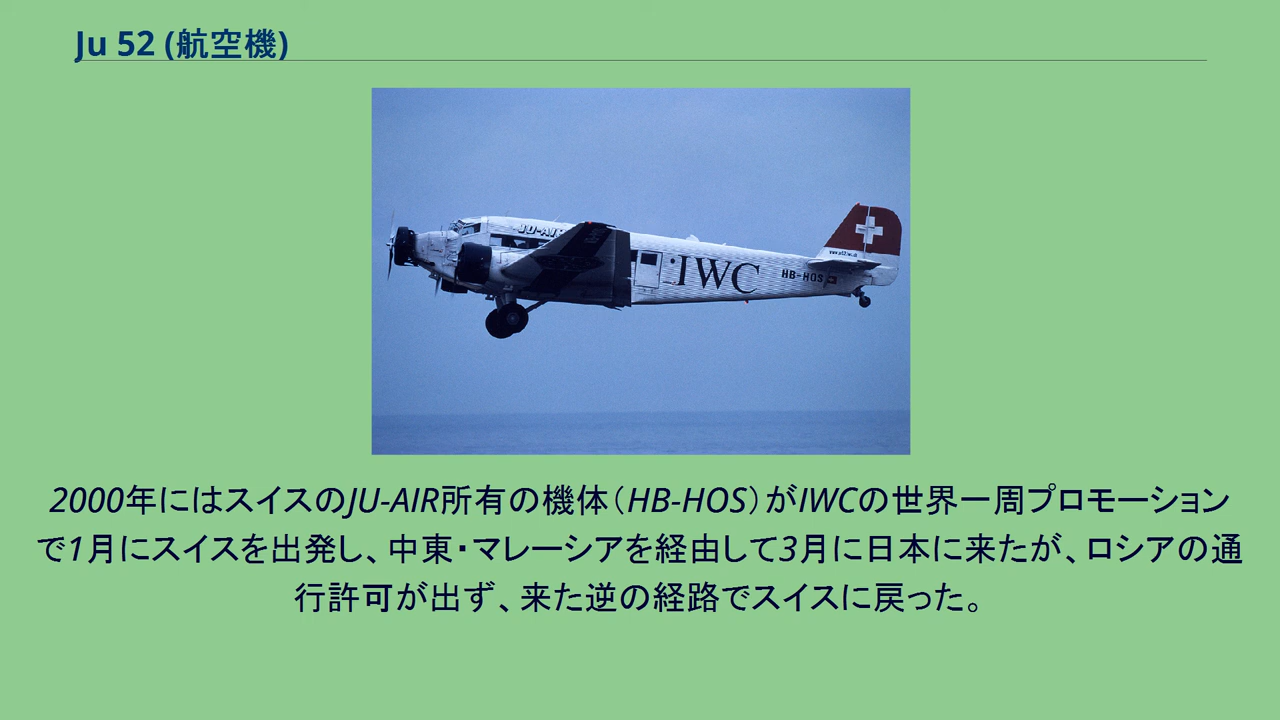 Ju 52 (航空機)
JU-AIR
IWC
HB-HOS
2000年にはスイスのJU-AIR所有の機体（HB-HOS）がIWCの世界一周プロモーション
で1月にスイスを出発し、中東・マレーシアを経由して3月に日本に来たが、ロシアの通
行許可が出ず、来た逆の経路でスイスに戻った。